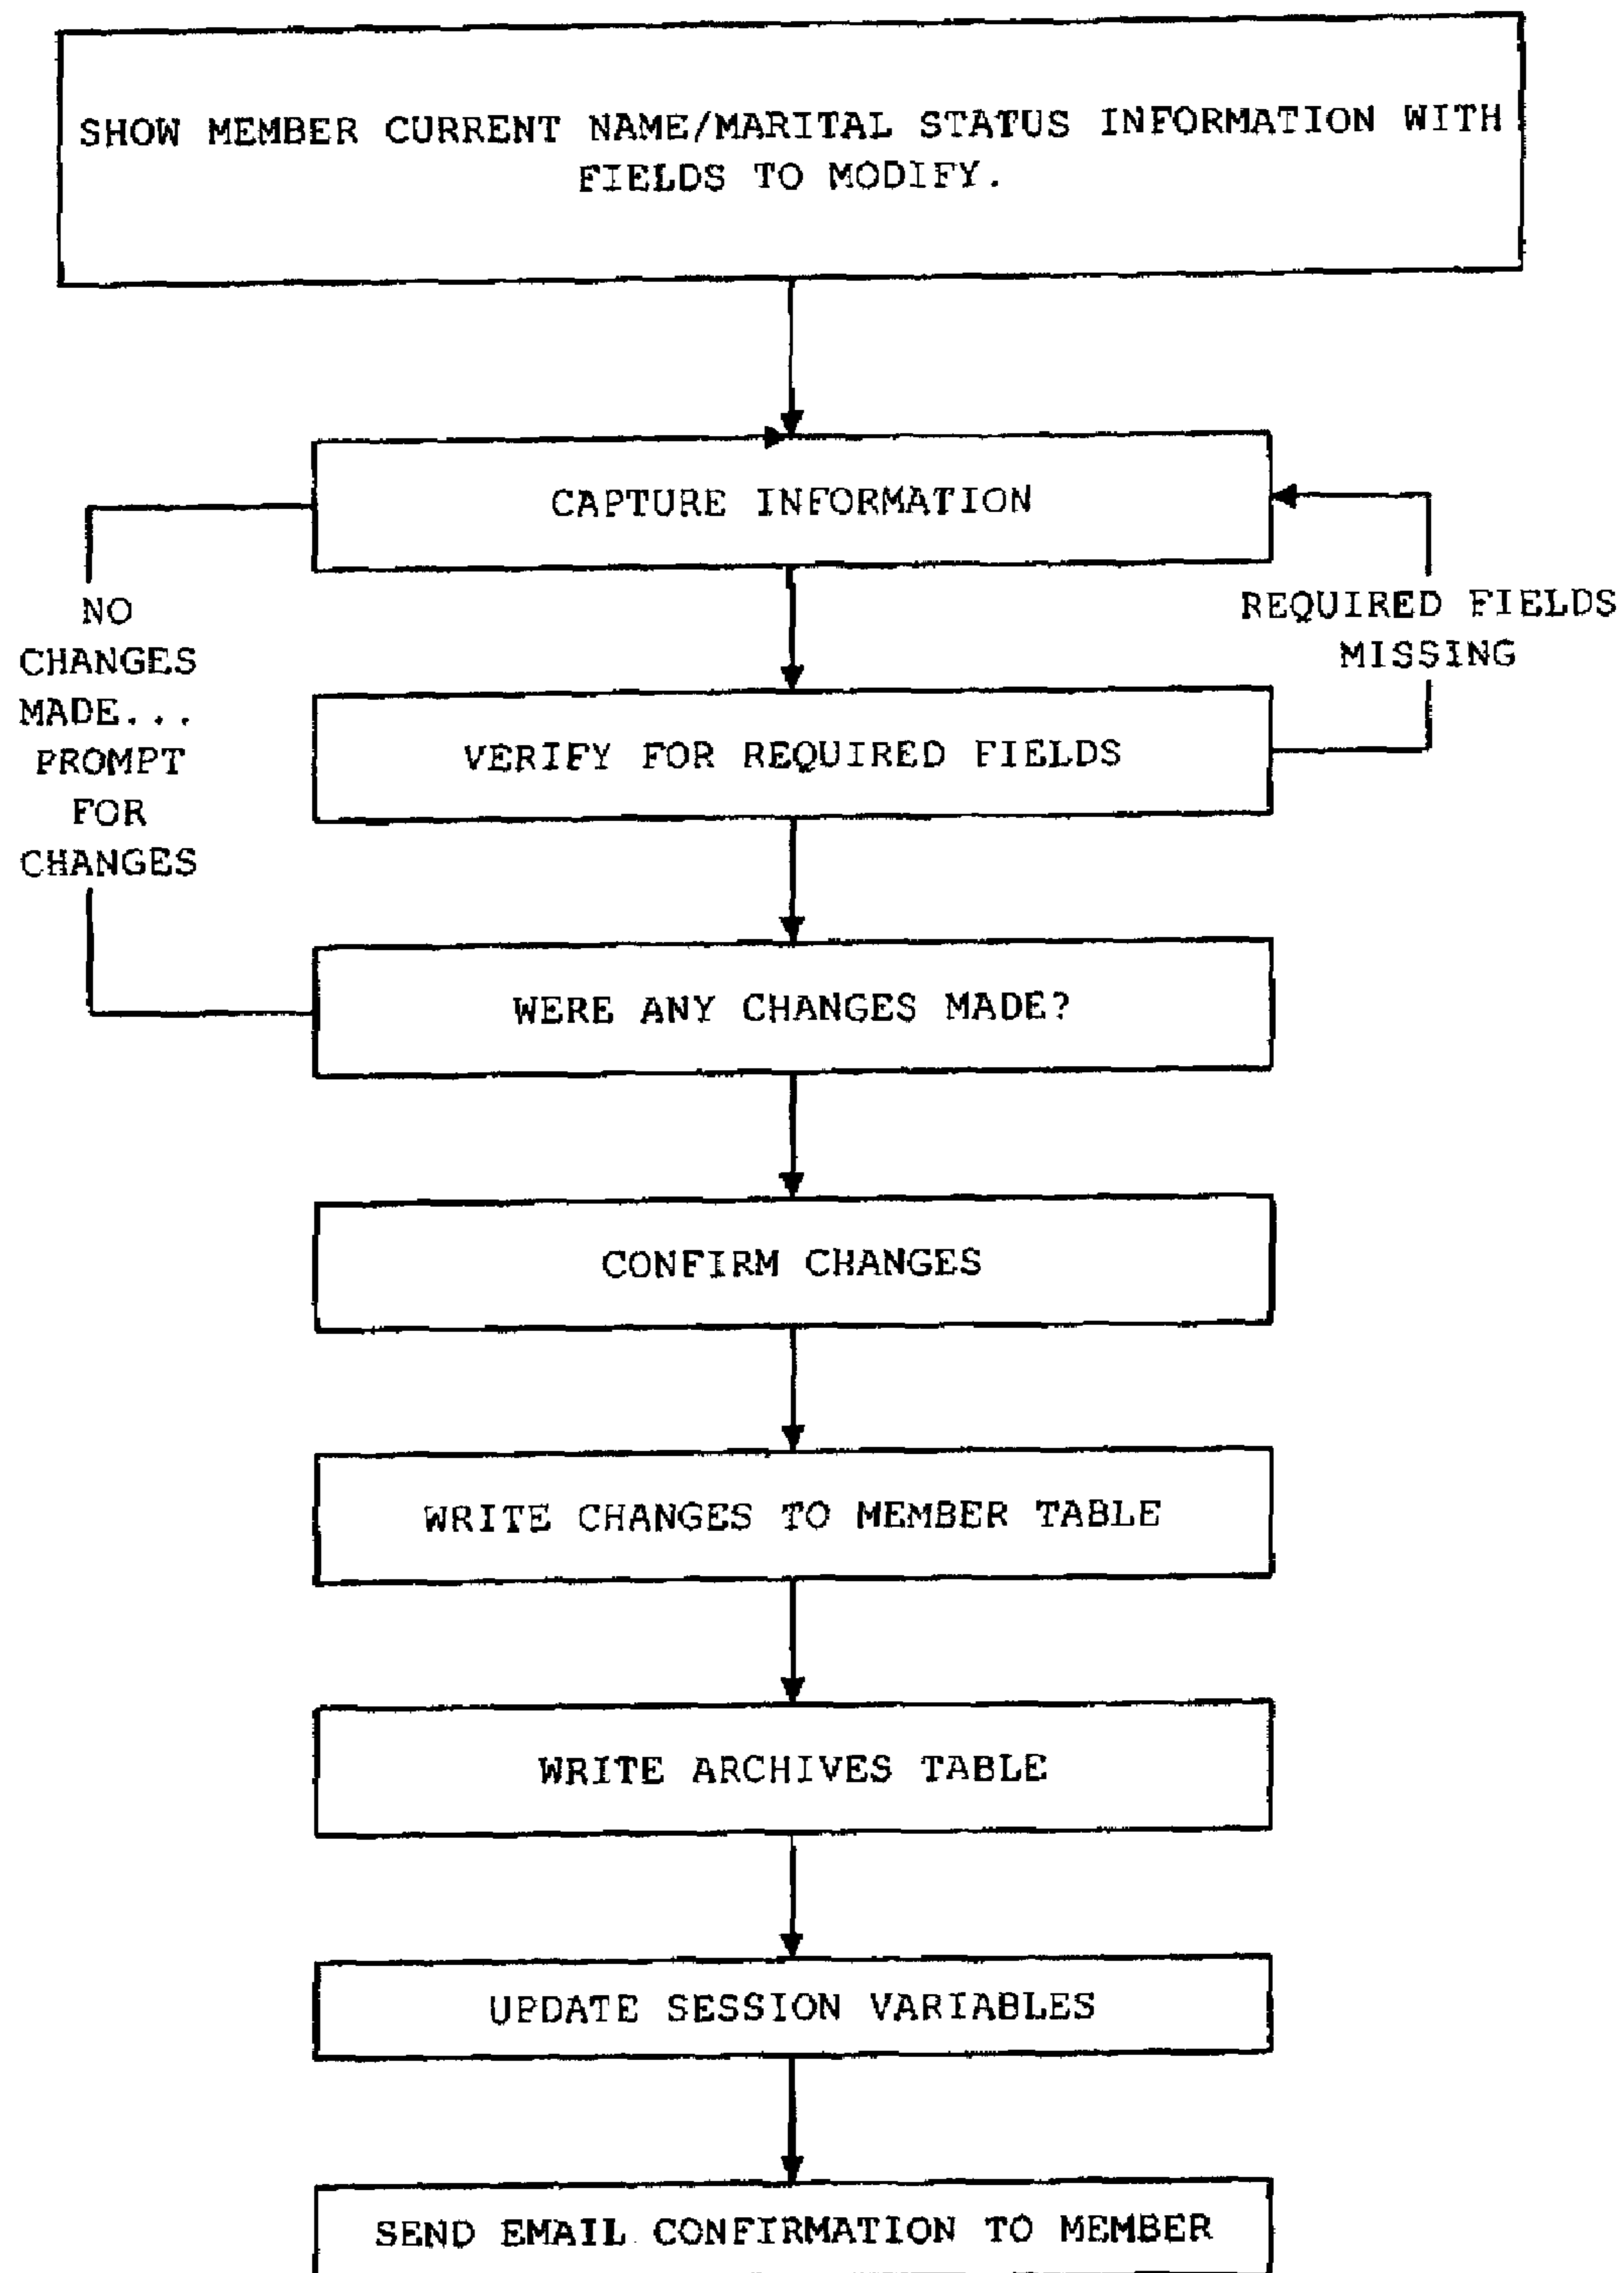 SHOW MEMBER CURRENT NAME/MARITAL STATUS INFORMATION WITH
FIELDS TO MODIFY.
CAPTURE INFORMATION
NO
CHANGES
MADE...
PROMPT
FOR
CHANGES
REQUIRED FIELDS
MISSING
VERIFY FOR REQUIRED FIELDS
WERE ANY CHANGES MADE?
CONFIRM CHANGES
WRITE CHANGES TO MEMBER TABLE
WRITE ARCHIVES TABLE
UPDATE SESSION VARIABLES
SEND EMAIL CONFIRMATION TO MEMBER